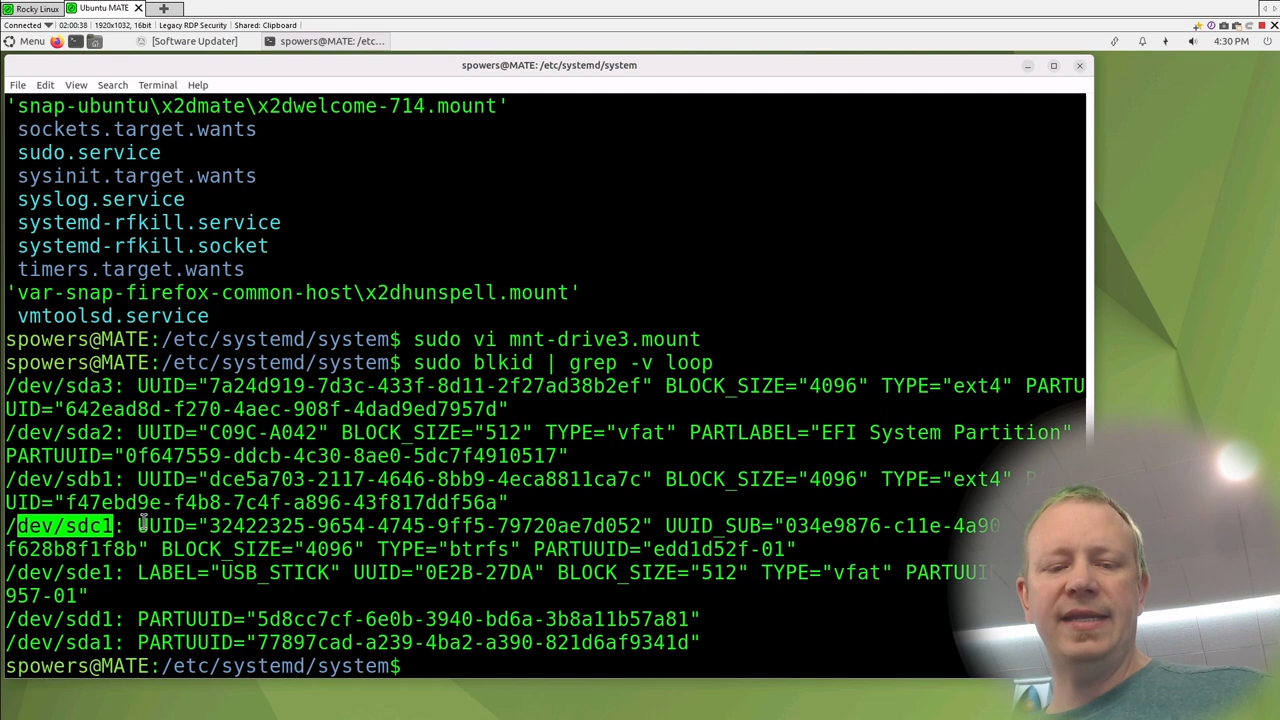 Rocky Linux
Ubuntu MATE
Connected
02:00:38
1920x1032, 16bit
Legacy RDP Security
Shared: Clipboard
Menu
[Software Updater]
spowers@MATE: /etc...
4:30 PM
spowers@MATE: /etc/systemd/system
File Edit View Search Terminal Help
'snap-ubuntu\x2dmate\x2dwelcome-714.mount'
sockets.target.wants
sudo.service
sysinit.target.wants
syslog.service
systemd-rfkill.service
systemd-rfkill.socket
timers.target.wants
'var-snap-firefox-common-host\x2dhunspell.mount'
vmtoolsd.service
spowers@MATE:/etc/systemd/system$ sudo vi mnt-drive3.mount
spowers@MATE:/etc/systemd/system$ sudo blkid | grep -v loop
/dev/sda3: UUID="7a24d919-7d3c-433f-8d11-2f27ad38b2ef" BLOCK_SIZE="4096" TYPE="ext4" PARTU
UID="642ead8d-f270-4aec-908f-4dad9ed7957d"
/dev/sda2: UUID="C09C-A042" BLOCK_SIZE="512" TYPE="vfat" PARTLABEL="EFI System Partition"
PARTUUID="0f647559-ddcb-4c30-8ae0-5dc7f4910517"
/dev/sdb1: UUID="dce5a703-2117-4646-8bb9-4eca8811ca7c" BLOCK_SIZE="4096" TYPE="ext4"
UID="f47ebd9e-f4b8-7c4f-a896-43f817ddf56a"
/dev/sdc1: UUID="32422325-9654-4745-9ff5-79720ae7d052" UUID_SUB="034e9876-c11e-4a90
f628b8f1f8b" BLOCK_SIZE="4096" TYPE="btrfs" PARTUUID="edd1d52f-01"
/dev/sde1: LABEL="USB_STICK" UUID="0E2B-27DA" BLOCK_SIZE="512" TYPE="vfat" PARTUUI
957-01"
/dev/sdd1: PARTUUID="5d8cc7cf-6e0b-3940-bd6a-3b8a11b57a81"
/dev/sda1: PARTUUID="77897cad-a239-4ba2-a390-821d6af9341d"
spowers@MATE:/etc/systemd/system$